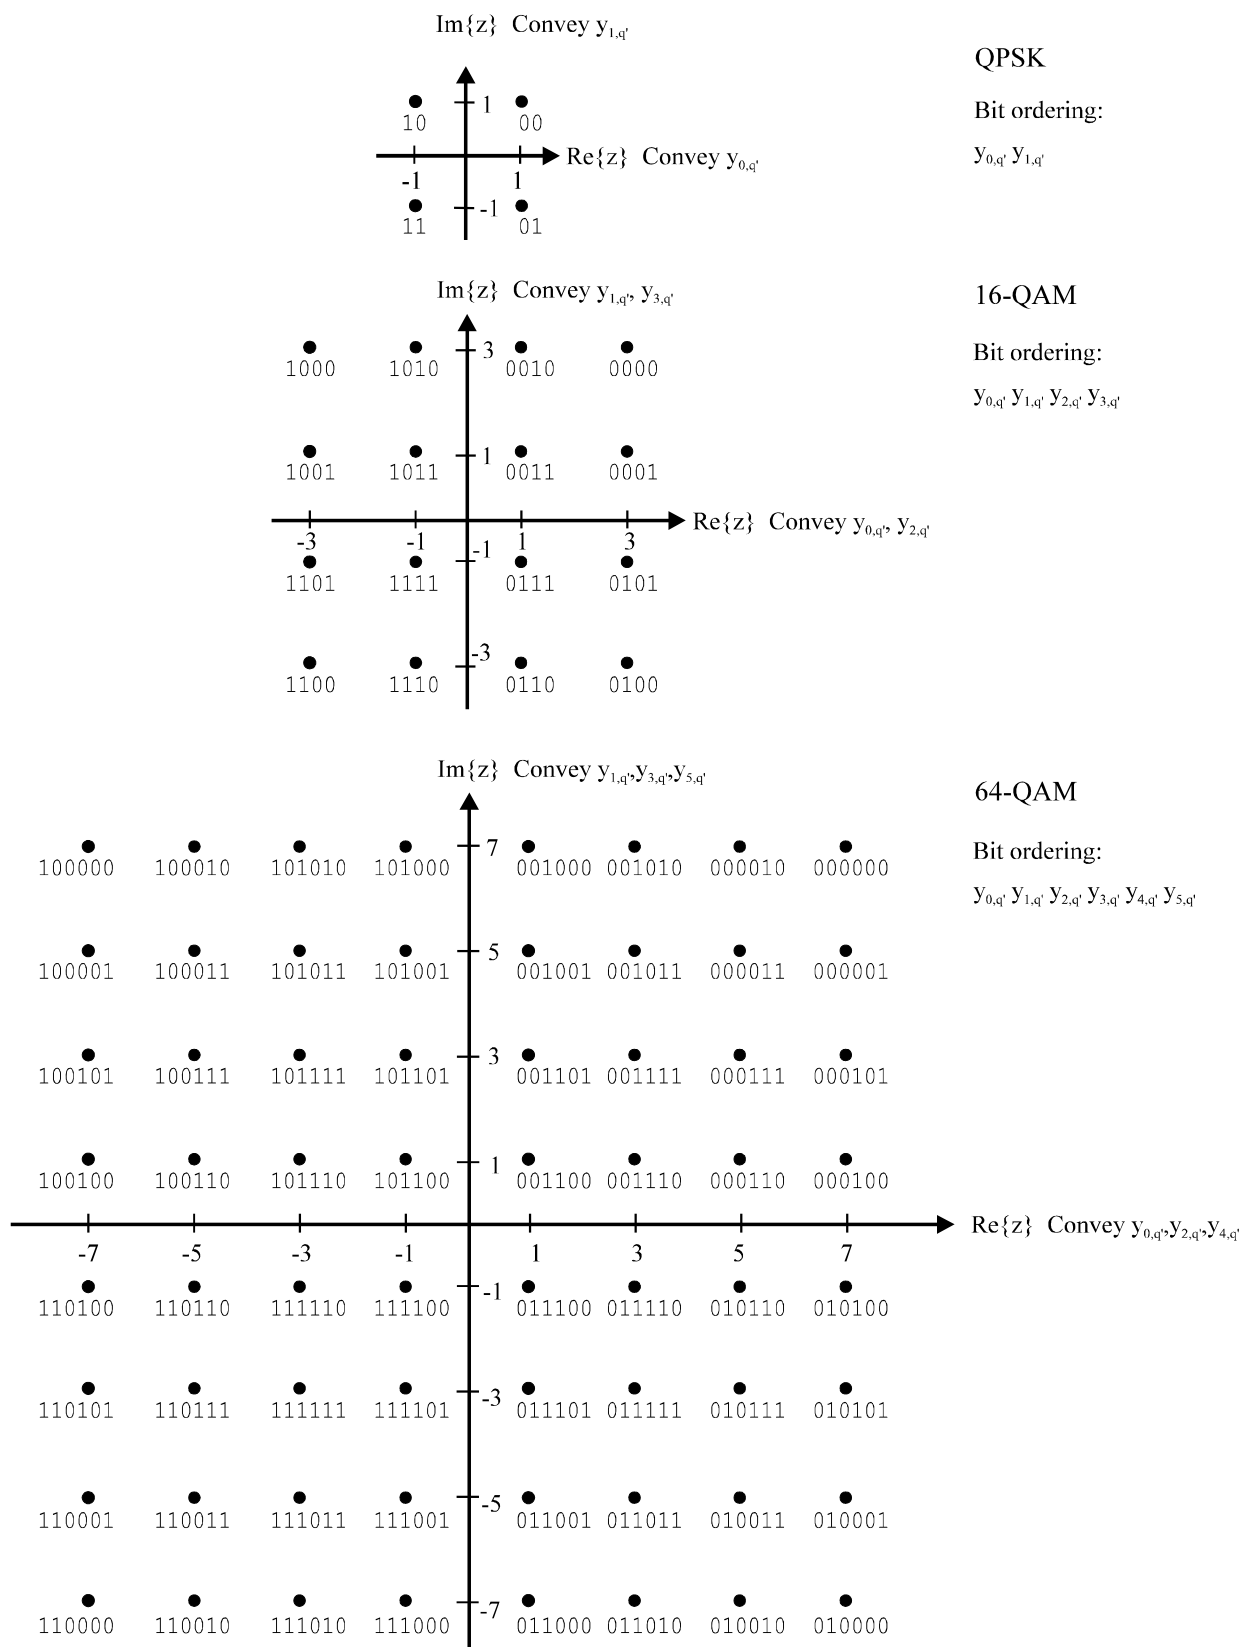 Im{z} Convey y1,q'
QPSK
Bit ordering:
y0,q' y1,q'
1
10 00
Re{z} Convey y0,q'
-1 1
-1
11 01
Im{z} Convey y1,q', y3,q'
16-QAM
Bit ordering:
y0,q' y1,q' y2,q' y3,q'
3
1000 1010 0010 0000
1
1001 1011 0011 0001
Re{z} Convey y0,q', y2,q'
-3 -1 1 3
-1
1101 1111 0111 0101
-3
1100 1110 0110 0100
Im{z} Convey y1,q',y3,q',y5,q'
64-QAM
Bit ordering:
y0,q' y1,q' y2,q' y3,q' y4,q' y5,q'
7
100000 100010 101010 101000 001000 001010 000010 000000
5
100001 100011 101011 101001 001001 001011 000011 000001
3
100101 100111 101111 101101 001101 001111 000111 000101
1
100100 100110 101110 101100 001100 001110 000110 000100
Re{z} Convey y0,q',y2,q',y4,q'
-7 -5 -3 -1 1 3 5 7
-1
110100 110110 111110 111100 011100 011110 010110 010100
-3
110101 110111 111111 111101 011101 011111 010111 010101
-5
110001 110011 111011 111001 011001 011011 010011 010001
-7
110000 110010 111010 111000 011000 011010 010010 010000